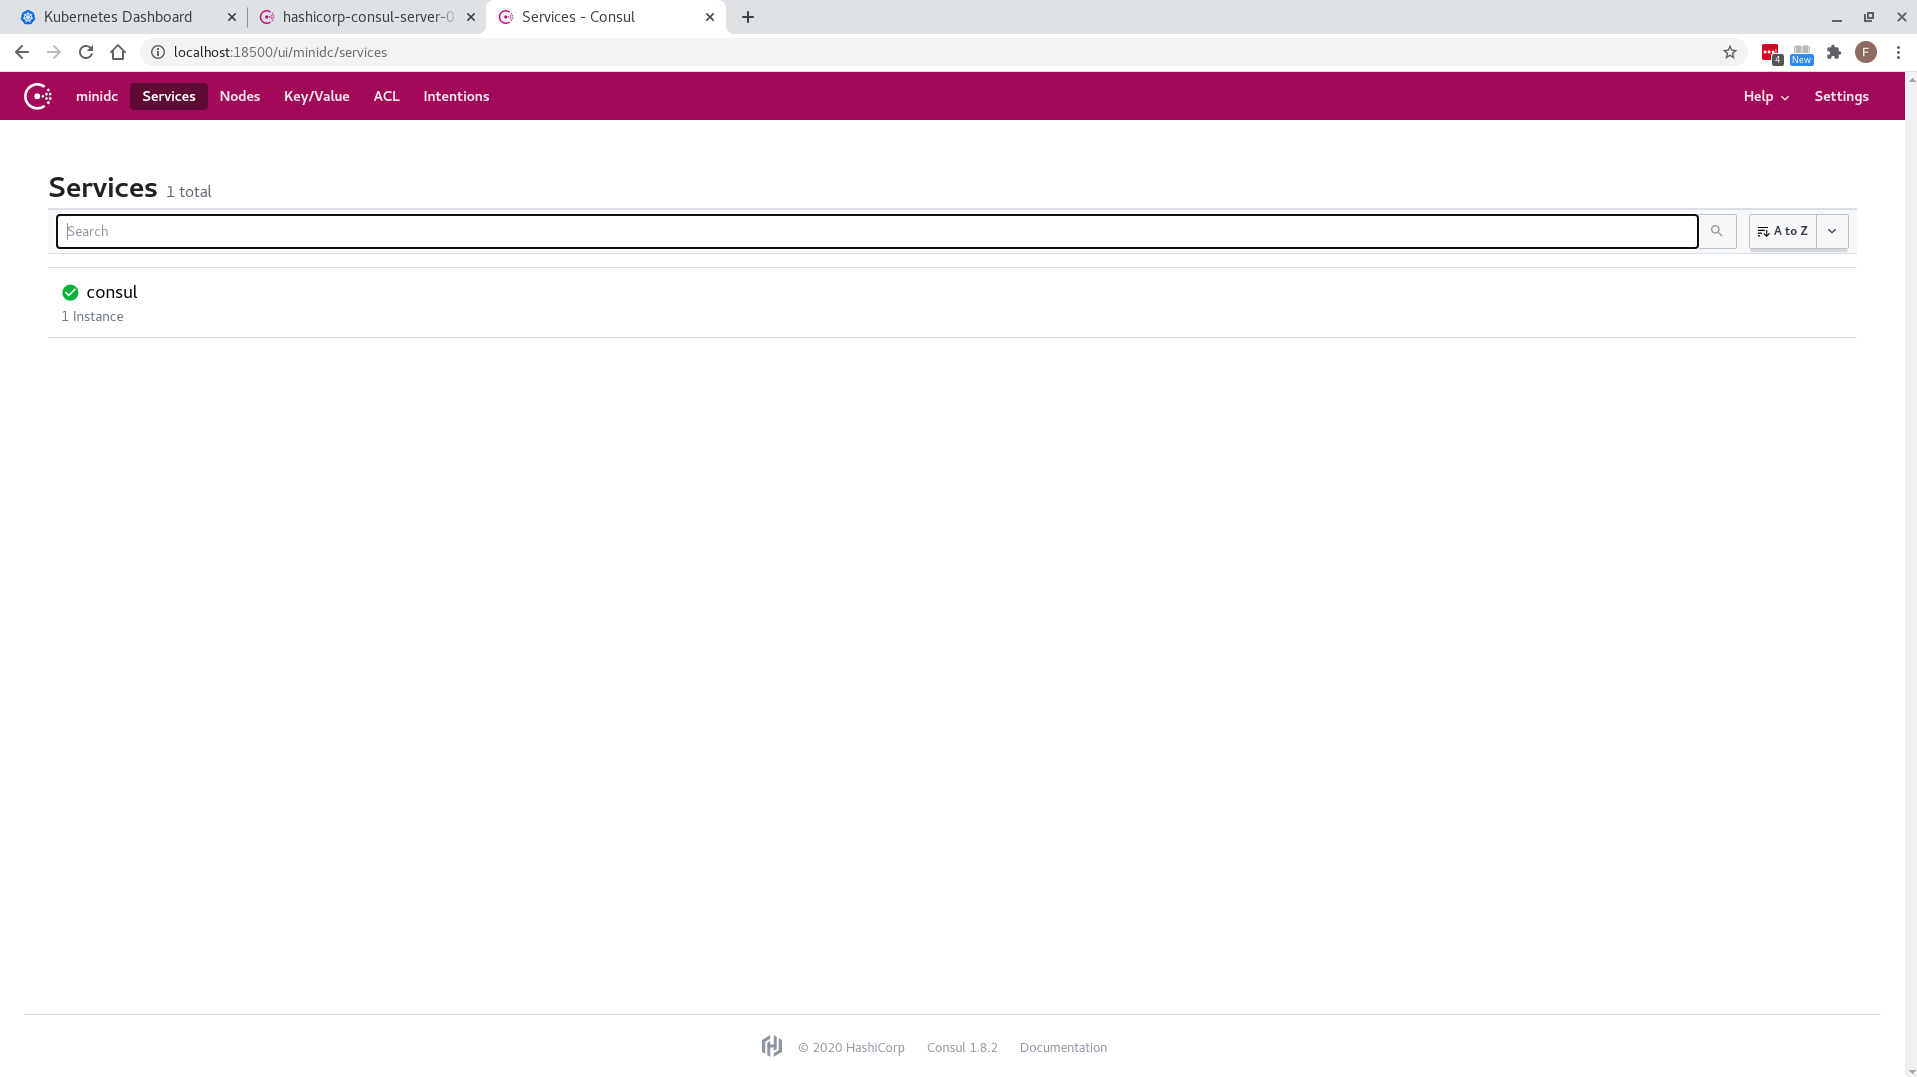 Kubernetes Dashboard
hashicorp-consul-server-0
Services - Consul
localhost:18500/ui/minidc/services
4
New
F
minidc
Services
Nodes
Key/Value
ACL
Intentions
Help
Settings
Services 1 total
Search
A to Z
consul
1 Instance
© 2020 HashiCorp
Consul 1.8.2
Documentation